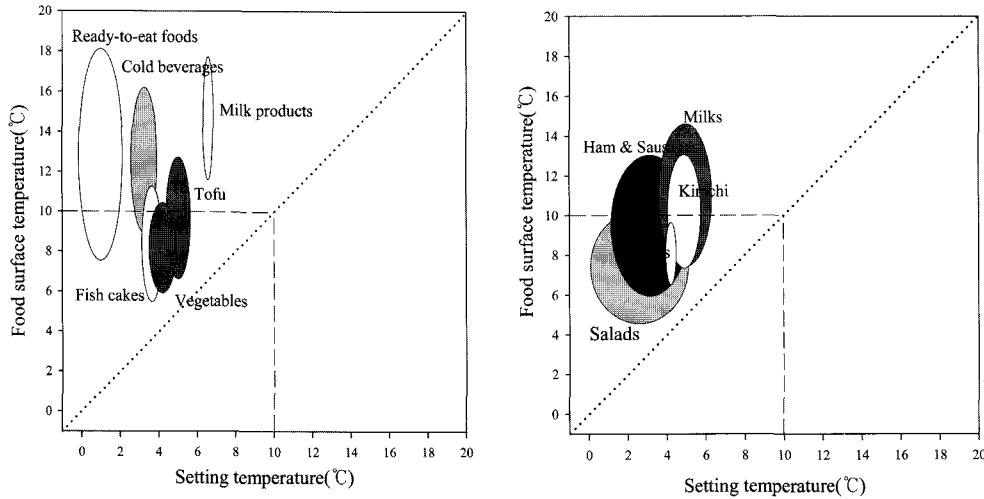 20
18
16
14
12
10
8
6
4
2
0
Food surface temperature(℃)
Ready-to-eat foods
Cold beverages
Milk products
Tofu
Fish cakes
Vegetables
0 2 4 6 8 10 12 14 16 18 20
Setting temperature(℃)
20
18
16
14
12
10
8
6
4
2
0
Food surface temperature(℃)
Milks
Ham & Saus
Kimchi
s
Salads
0 2 4 6 8 10 12 14 16 18 20
Setting temperature(℃)